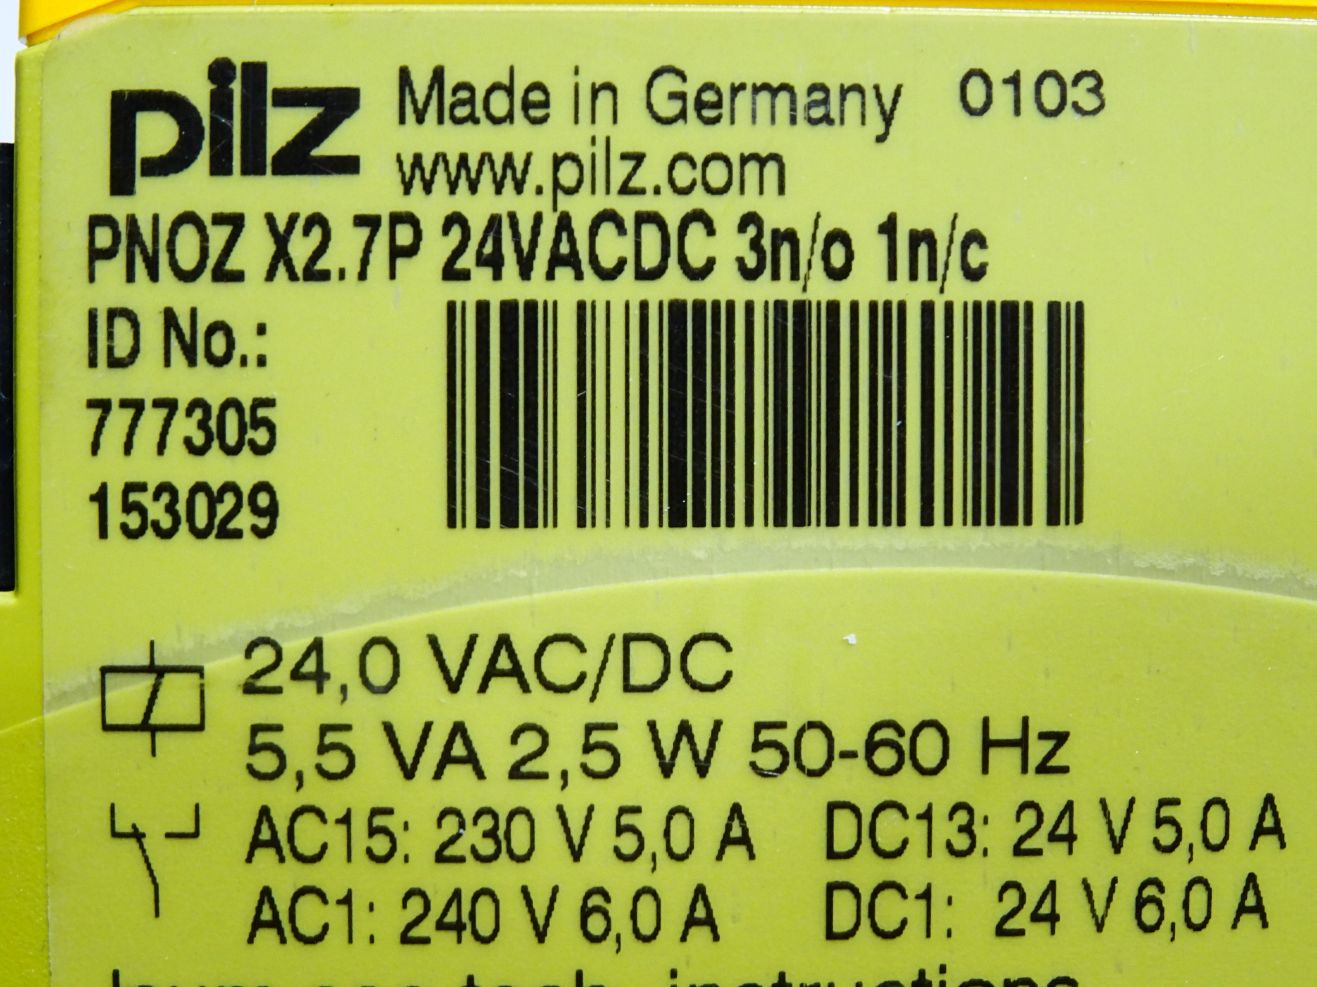 pilz Made in Germany 0103
www.pilz.com
PNOZ X2.7P 24VACDC 3n/o 1n/c
ID No.:
777305
153029
24,0 VAC/DC
5,5 VA 2,5 W 50-60 Hz
AC15: 230 V 5,0 A DC13: 24 V 5,0 A
AC1: 240 V 6,0 A DC1: 24 V 6,0 A
instructions